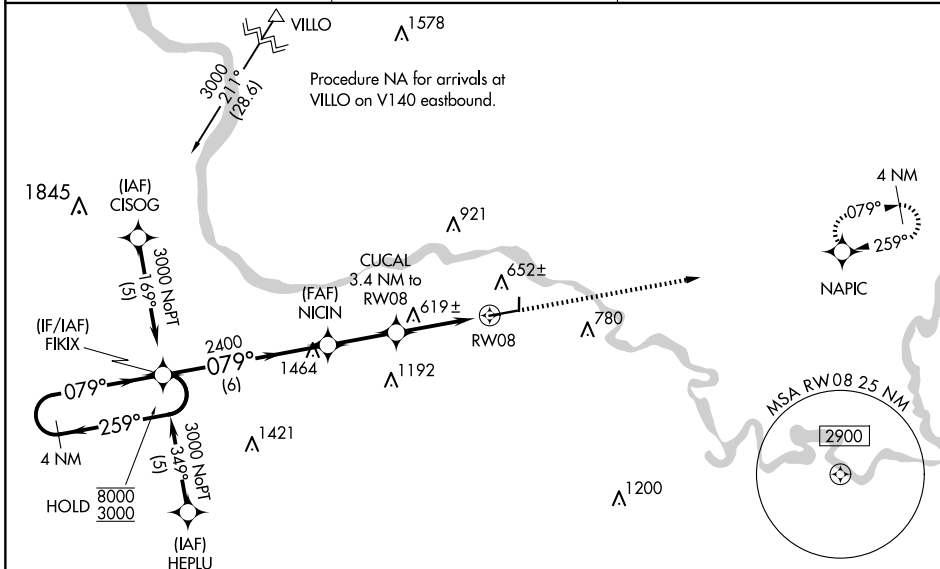 VILLO
1578
3000
211°
(28.6)
Procedure NA for arrivals at
VILLO on V140 eastbound.
1845
(IAF)
CISOG
3000 NoPT
169°
(5)
921
4 NM
079°
259°
NAPIC
CUCAL
3.4 NM to
RW08
652±
(FAF)
NICIN
619±
RW08
780
(IF/IAF)
FIKIX
2400
079°
(6)
1464
1192
079°
259°
4 NM
1421
3000 NoPT
349°
(5)
HOLD
8000
3000
(IAF)
HEPLU
1200
MSA RW08 25 NM
2900